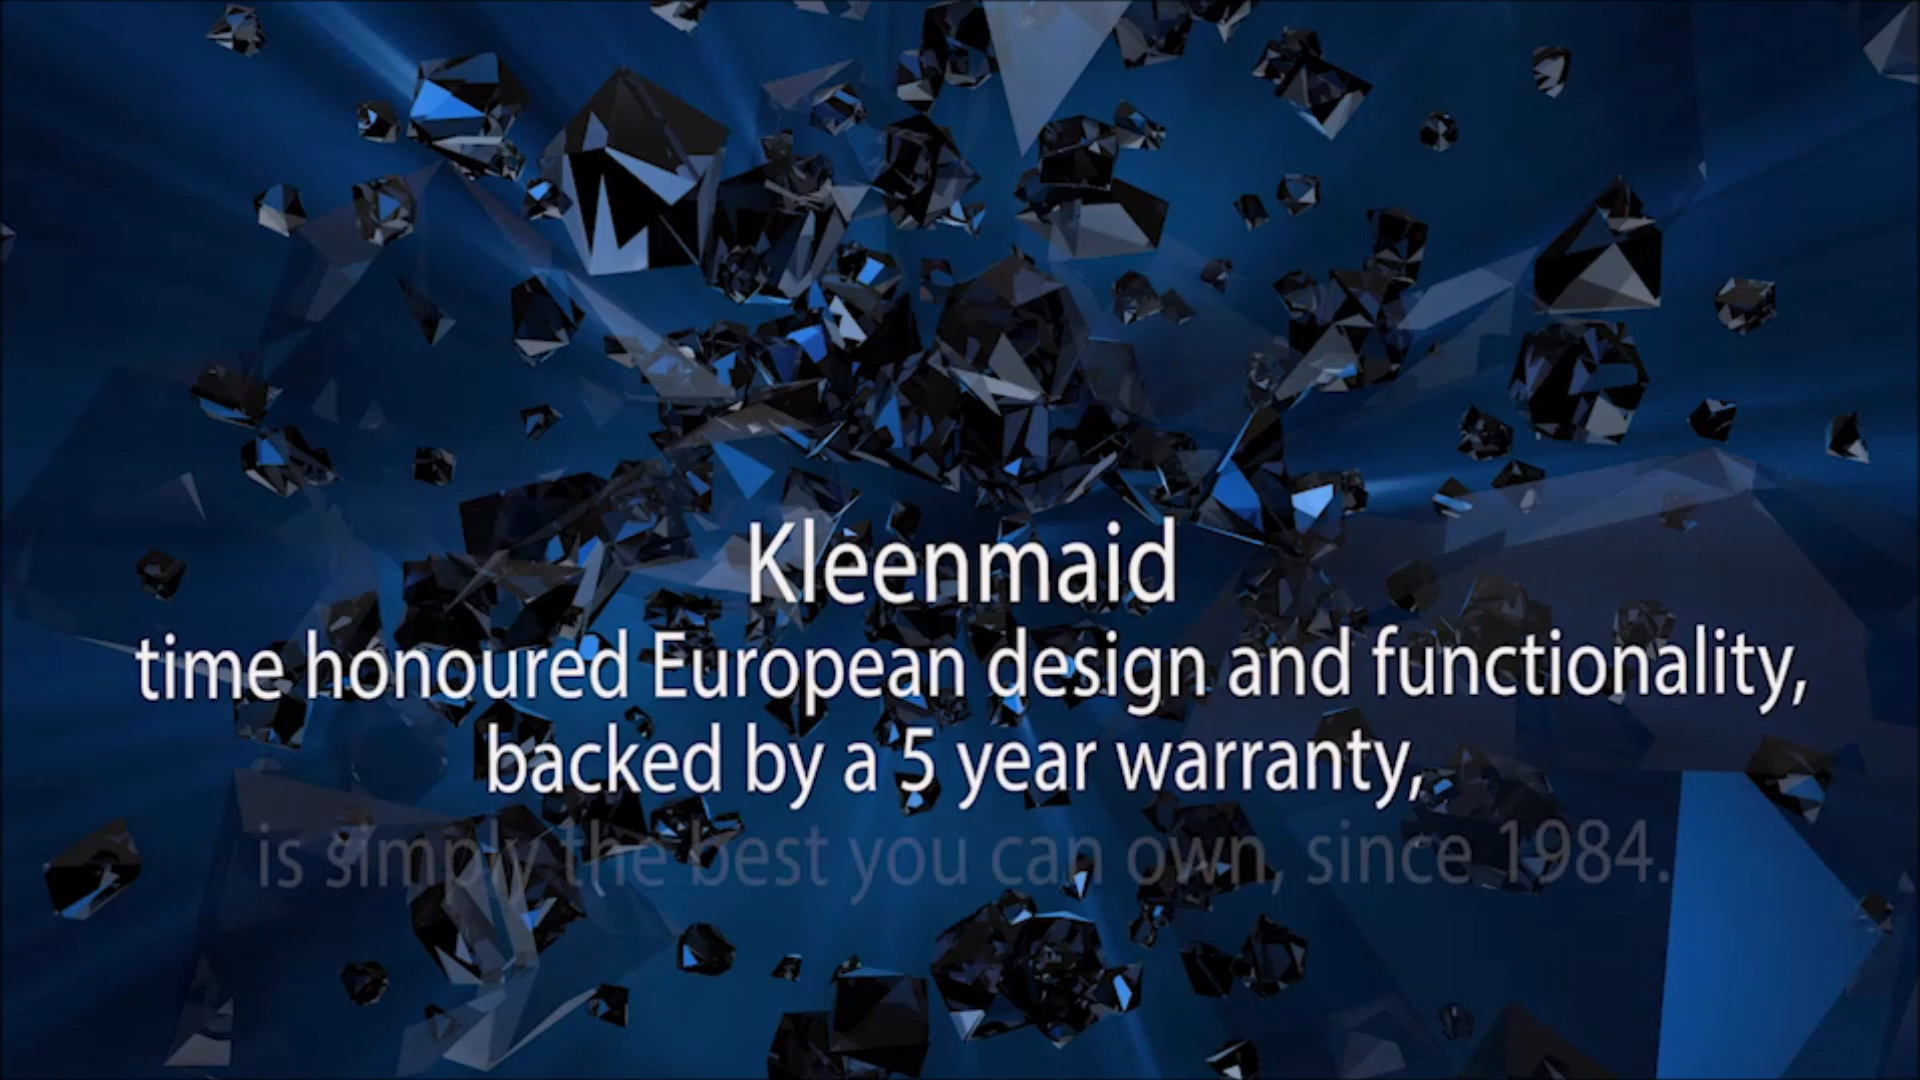 Kleenmaid
time honoured European design and functionality,
backed by a 5 year warranty,
is simply the best you can own, since 1984.